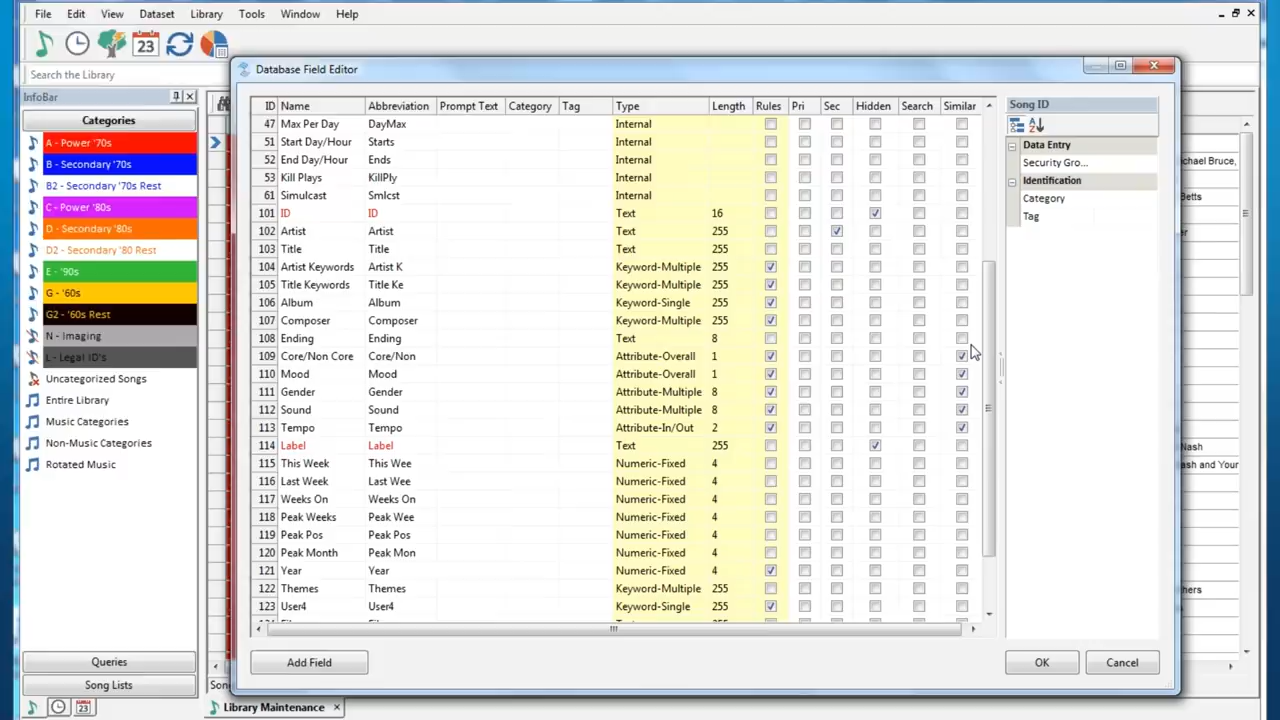 File Edit View Dataset Library Tools Window Help
23
Search the Library
InfoBar
Categories
A - Power '70s
B - Secondary '70s
B2 - Secondary '70s Rest
C - Power '80s
D - Secondary '80s
D2 - Secondary '80 Rest
E - '90s
G - '60s
G2 - '60s Rest
N - Imaging
L - Legal ID's
Uncategorized Songs
Entire Library
Music Categories
Non-Music Categories
Rotated Music
Queries
Song Lists
23
Database Field Editor
ID Name Abbreviation Prompt Text Category Tag Type Length Rules Pri Sec Hidden Search Similar
47 Max Per Day DayMax Internal
51 Start Day/Hour Starts Internal
52 End Day/Hour Ends Internal
53 Kill Plays KillPly Internal
61 Simulcast Smlcst Internal
101 ID ID Text 16
102 Artist Artist Text 255
103 Title Title Text 255
104 Artist Keywords Artist K Keyword-Multiple 255
105 Title Keywords Title Ke Keyword-Multiple 255
106 Album Album Keyword-Single 255
107 Composer Composer Keyword-Multiple 255
108 Ending Ending Text 8
109 Core/Non Core Core/Non Attribute-Overall 1
110 Mood Mood Attribute-Overall 1
111 Gender Gender Attribute-Multiple 8
112 Sound Sound Attribute-Multiple 8
113 Tempo Tempo Attribute-In/Out 2
114 Label Label Text 255
115 This Week This Wee Numeric-Fixed 4
116 Last Week Last Wee Numeric-Fixed 4
117 Weeks On Weeks On Numeric-Fixed 4
118 Peak Weeks Peak Wee Numeric-Fixed 4
119 Peak Pos Peak Pos Numeric-Fixed 4
120 Peak Month Peak Mon Numeric-Fixed 4
121 Year Year Numeric-Fixed 4
122 Themes Themes Keyword-Multiple 255
123 User4 User4 Keyword-Single 255
Song ID
Data Entry
Security Gro...
Identification
Category
Tag
Add Field
OK
Cancel
ichael Bruce,
Betts
Nash
ash and Your
hers
Library Maintenance